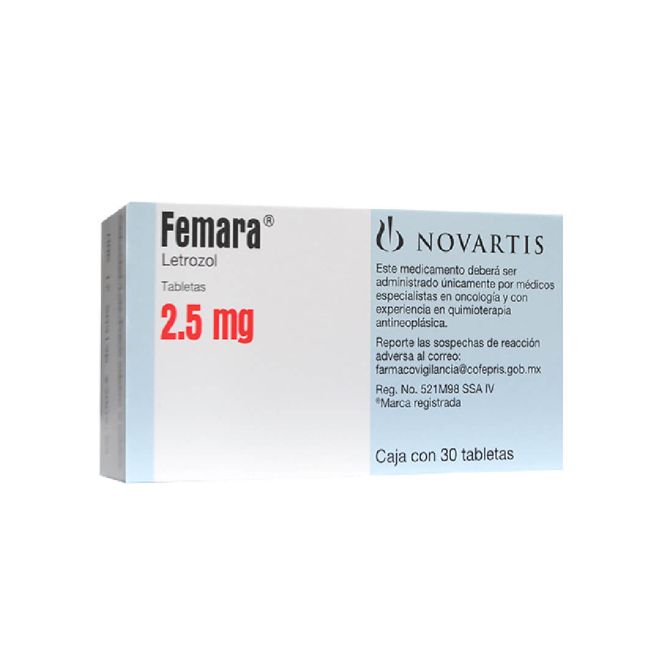 Femara®
Letrozol
Tabletas
2.5 mg
NOVARTIS
Este medicamento deberá ser
administrado únicamente por médicos
especialistas en oncología y con
experiencia en quimioterapia
antineoplásica.
Reporte las sospechas de reacción
adversa al correo:
farmacovigilancia@cofepris.gob.mx
Reg. No. 521M98 SSA IV
®Marca registrada
Caja con 30 tabletas